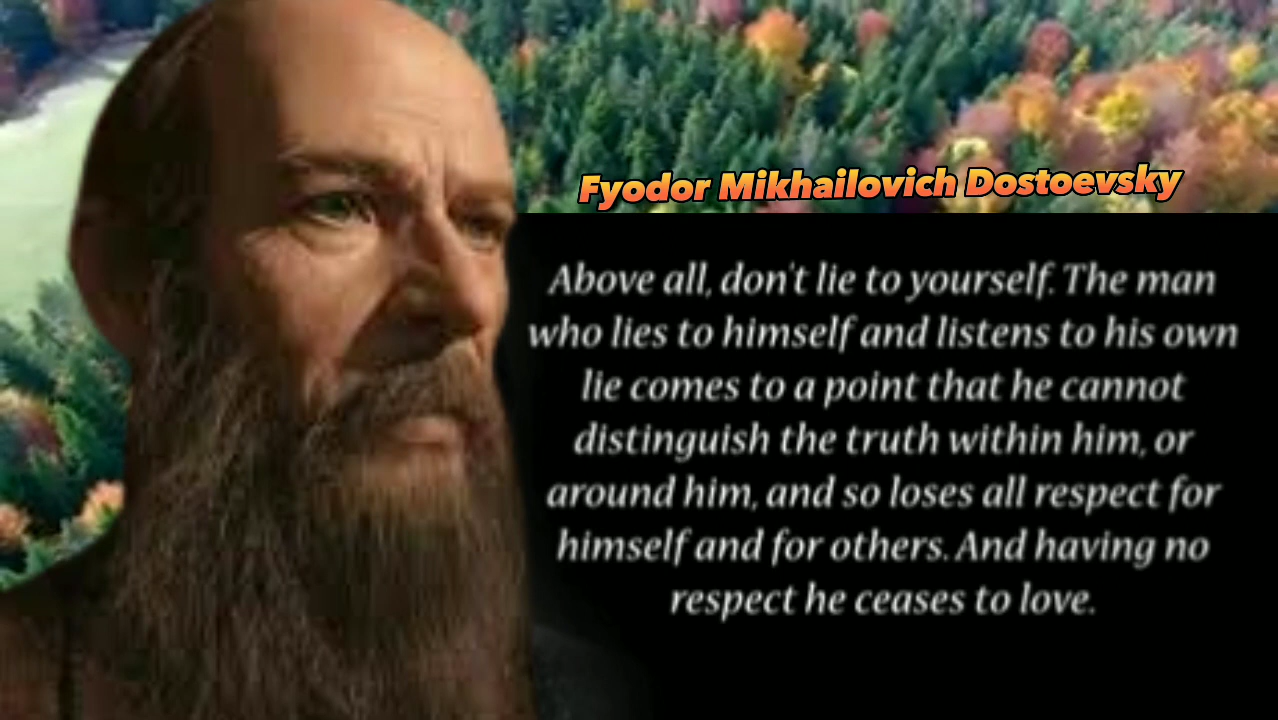 Fyodor Mikhailovich Dostoevsky
Above all, don't lie to yourself. The man
who lies to himself and listens to his own
lie comes to a point that he cannot
distinguish the truth within him, or
around him, and so loses all respect for
himself and for others. And having no
respect he ceases to love.